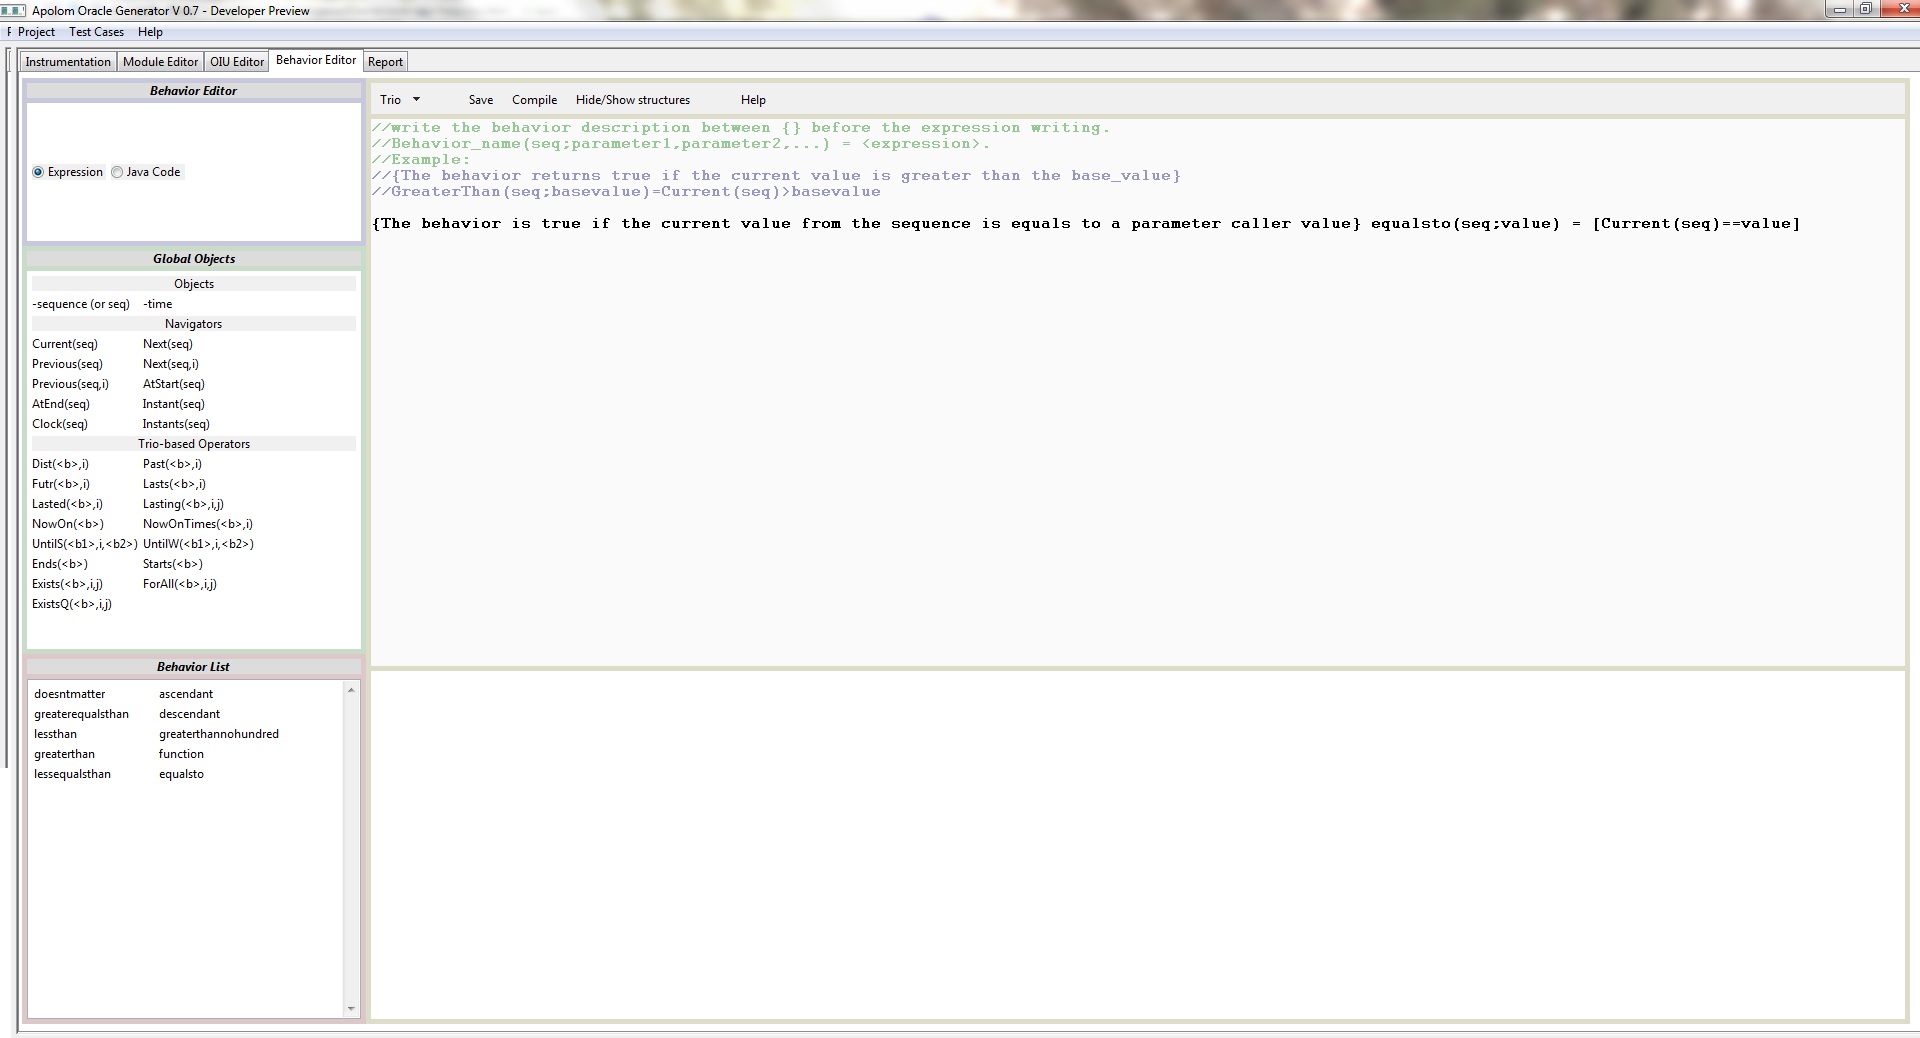 Apolom Oracle Generator V 0.7 - Developer Preview
Project Test Cases Help
Instrumentation Module Editor OIU Editor Behavior Editor Report
Behavior Editor
Expression Java Code
Global Objects
Objects
-sequence (or seq) -time
Navigators
Current(seq) Next(seq)
Previous(seq) Next(seq,i)
Previous(seq,i) AtStart(seq)
AtEnd(seq) Instant(seq)
Clock(seq) Instants(seq)
Trio-based Operators
Dist(<b>,i) Past(<b>,i)
Futr(<b>,i) Lasts(<b>,i)
Lasted(<b>,i) Lasting(<b>,i,j)
NowOn(<b>) NowOnTimes(<b>,i)
UntilS(<b1>,i,<b2>) UntilW(<b1>,i,<b2>)
Ends(<b>) Starts(<b>)
Exists(<b>,i,j) ForAll(<b>,i,j)
ExistsQ(<b>,i,j)
Behavior List
doesntmatter ascendant
greaterequalsthan descendant
lessthan greaterthannohundred
greaterthan function
lessequalsthan equalsto
Trio Save Compile Hide/Show structures Help
//write the behavior description between {} before the expression writing.
//Behavior_name(seq;parameter1,parameter2,...) = <expression>.
//Example:
//{The behavior returns true if the current value is greater than the base_value}
//GreaterThan(seq;basevalue)=Current(seq)>basevalue
{The behavior is true if the current value from the sequence is equals to a parameter caller value} equalsto(seq;value) = [Current(seq)==value]